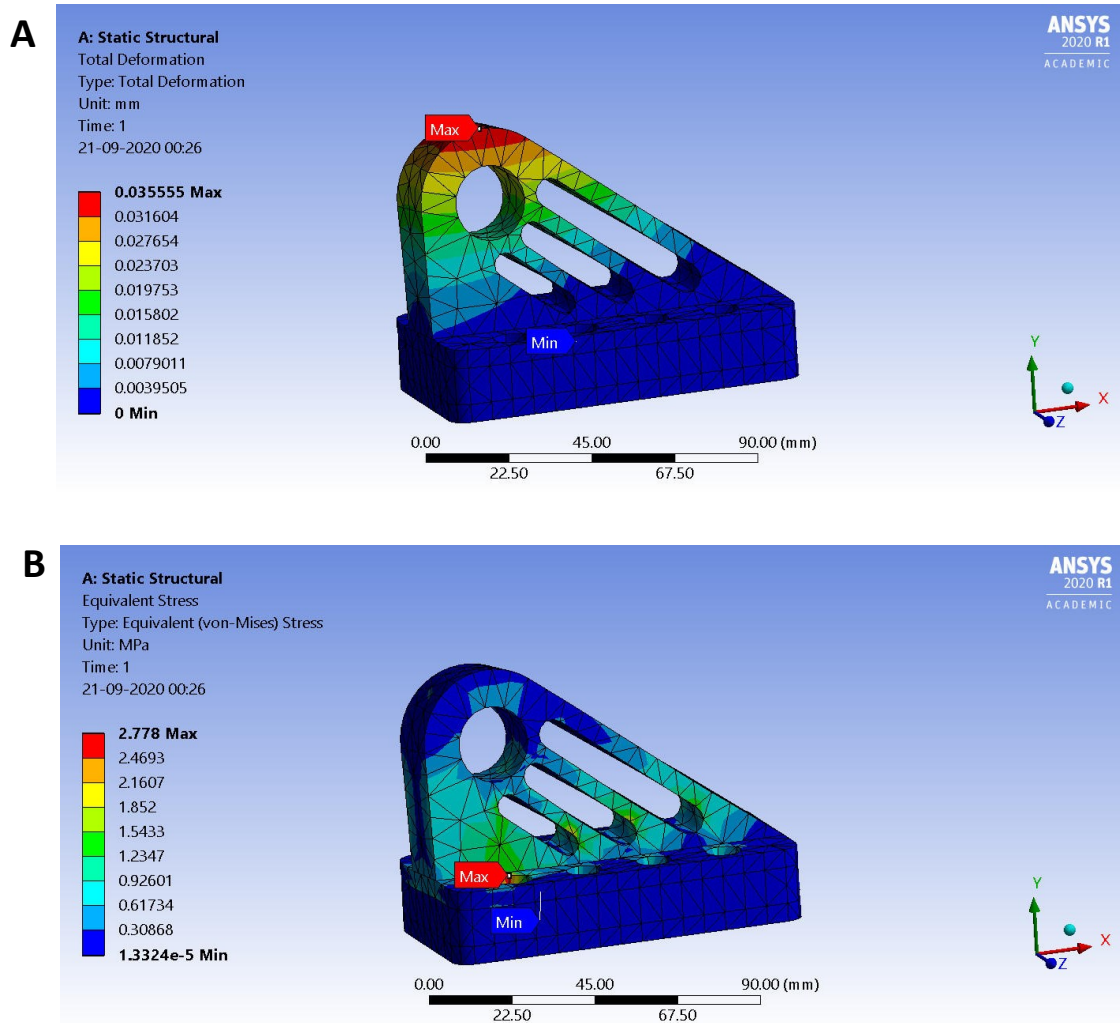 A
A: Static Structural
Total Deformation
Type: Total Deformation
Unit: mm
Time: 1
21-09-2020 00:26
ANSYS
2020 R1
ACADEMIC
0.035555 Max
0.031604
0.027654
0.023703
0.019753
0.015802
0.011852
0.0079011
0.0039505
0 Min
Max
Min
Y
X
Z
0.00 45.00 90.00 (mm)
22.50 67.50
B
A: Static Structural
Equivalent Stress
Type: Equivalent (von-Mises) Stress
Unit: MPa
Time: 1
21-09-2020 00:26
ANSYS
2020 R1
ACADEMIC
2.778 Max
2.4693
2.1607
1.852
1.5433
1.2347
0.92601
0.61734
0.30868
1.3324e-5 Min
Max
Min
Y
X
Z
0.00 45.00 90.00 (mm)
22.50 67.50